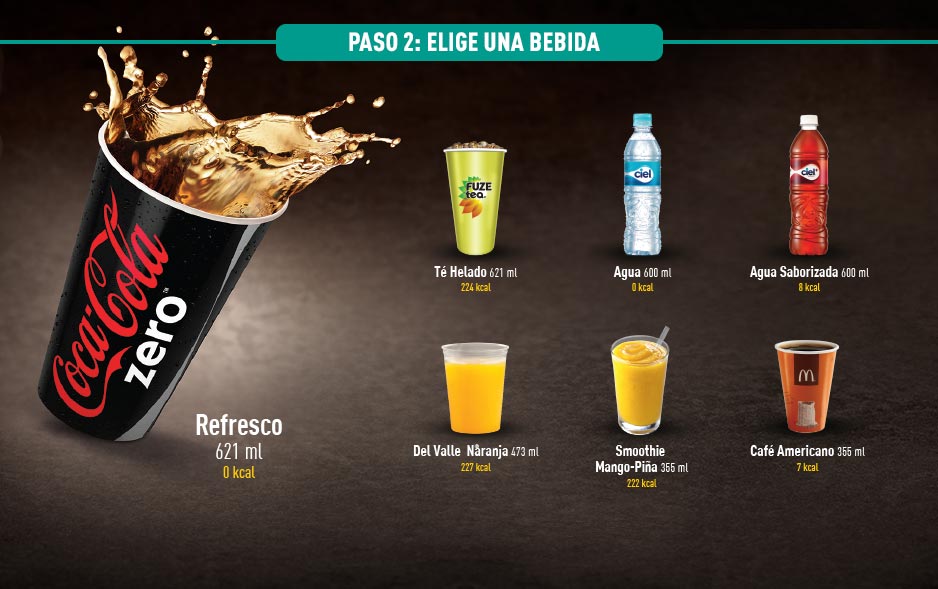 PASO 2: ELIGE UNA BEBIDA
Coca-Cola
zero™
Refresco
621 ml
0 kcal
FUZE
tea
Té Helado 621 ml
224 kcal
ciel
Agua 600 ml
0 kcal
ciel
Agua Saborizada 600 ml
8 kcal
Del Valle Nåranja 473 ml
227 kcal
Smoothie
Mango-Piña 355 ml
222 kcal
M
Café Americano 355 ml
7 kcal